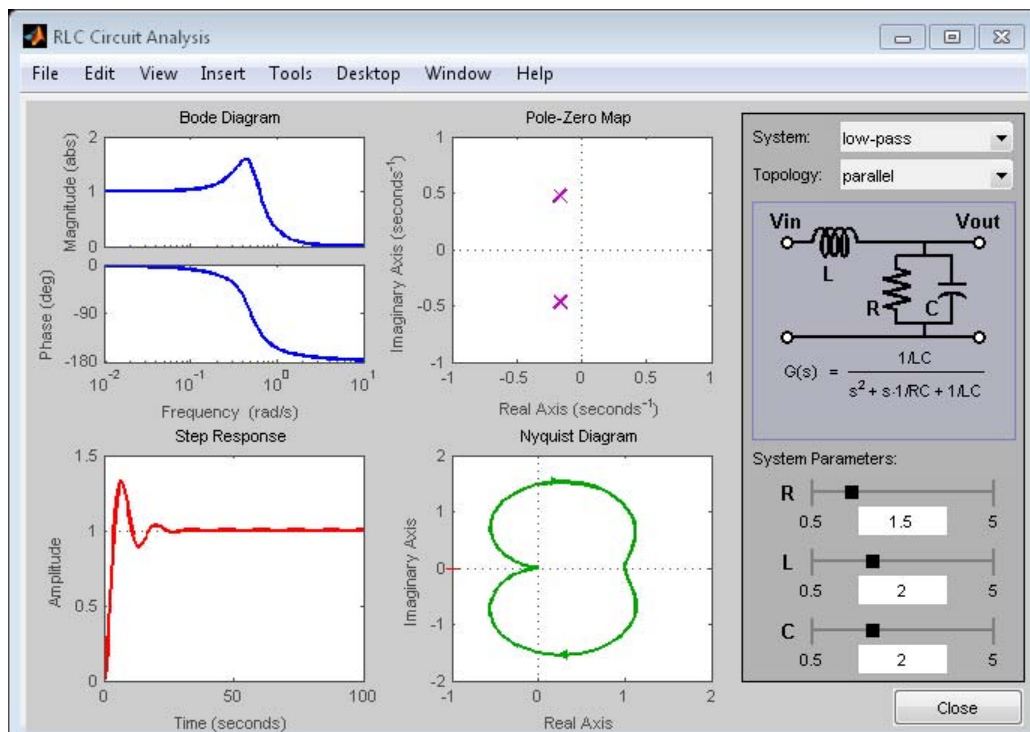 RLC Circuit Analysis
File Edit View Insert Tools Desktop Window Help
Bode Diagram
Magnitude (abs)
2
1
0
Phase (deg)
0
-90
-180
10^-2 10^-1 10^0 10^1
Frequency (rad/s)
Pole-Zero Map
Imaginary Axis (seconds^-1)
1
0.5
0
-0.5
-1
-1 -0.5 0 0.5 1
Real Axis (seconds^-1)
Step Response
Amplitude
1.5
1
0.5
0
0 50 100
Time (seconds)
Nyquist Diagram
Imaginary Axis
2
1
0
-1
-2
-1 0 1 2
Real Axis
System: low-pass
Topology: parallel
Vin Vout
L
R C
G(s) = 1/LC
s^2 + s·1/RC + 1/LC
System Parameters:
R
0.5 1.5 5
L
0.5 2 5
C
0.5 2 5
Close